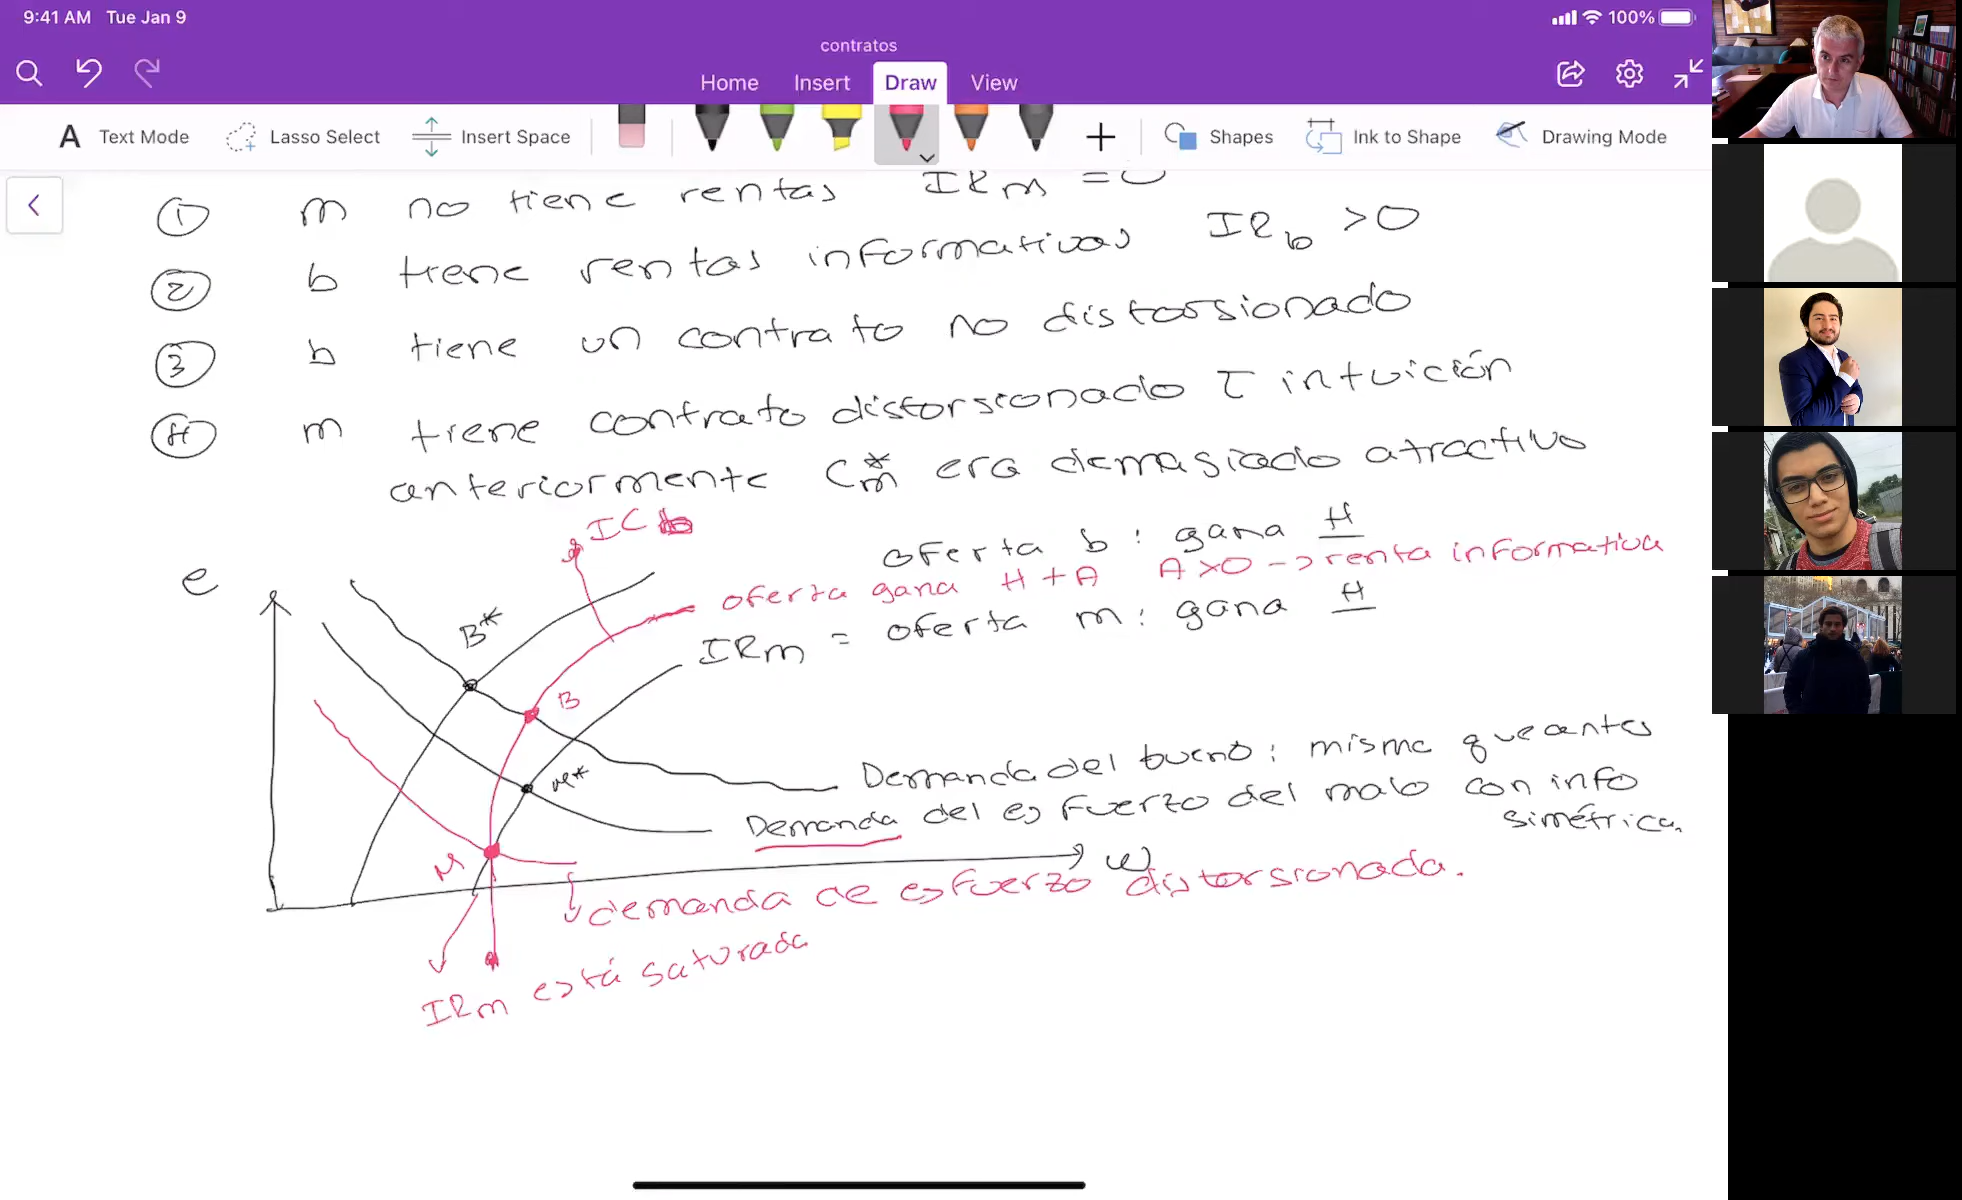 9:41 AM Tue Jan 9
100%
contratos
Home Insert Draw View
Text Mode Lasso Select Insert Space Shapes Ink to Shape Drawing Mode
① m no tiene rentas IRm = 0
② b tiene rentas informativas IRb >0
③ b tiene un contrato no distorsionado
④ m tiene contrato distorsionado τ intuición
anteriormente C*m era demasiado atractivo
IC b
oferta b: gana H
oferta gana H + A A>0 -> renta informativa
IRm = oferta m: gana H
e
B*
B
M*
Demanda del bueno: misma que antes
Demanda del esfuerzo del malo con info
simétrica.
M
w
demanda de esfuerzo distorsionada.
IRm está saturada